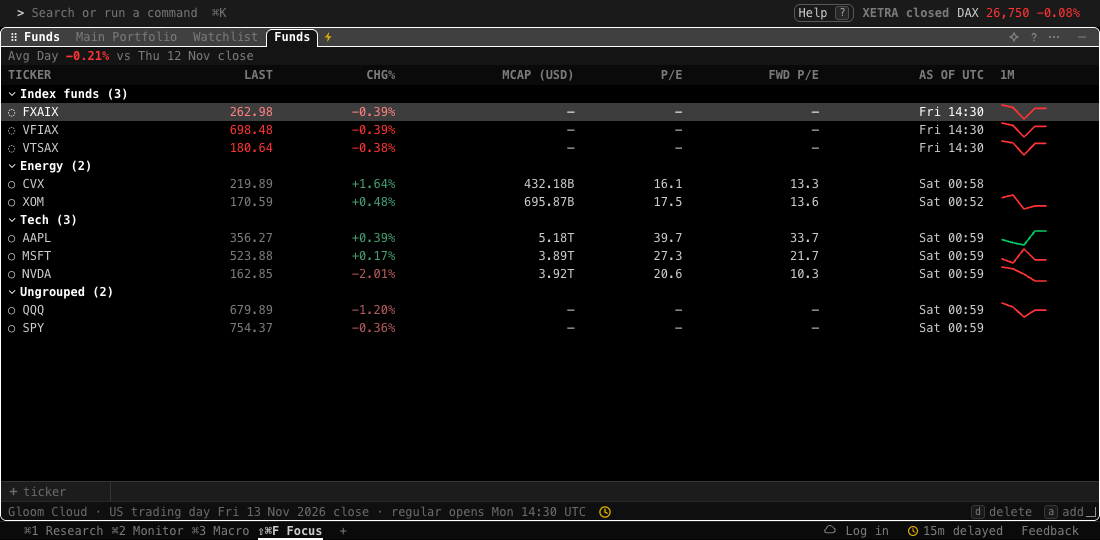 > Search or run a command ⌘K Help ? XETRA closed DAX 26,750 −0.08%
Funds Main Portfolio Watchlist Funds ? ···
Avg Day −0.21% vs Thu 12 Nov close
TICKER LAST CHG% MCAP (USD) P/E FWD P/E AS OF UTC 1M
Index funds (3)
FXAIX 262.98 −0.39% — — — Fri 14:30
VFIAX 698.48 −0.39% — — — Fri 14:30
VTSAX 180.64 −0.38% — — — Fri 14:30
Energy (2)
CVX 219.89 +1.64% 432.18B 16.1 13.3 Sat 00:58
XOM 170.59 +0.48% 695.87B 17.5 13.6 Sat 00:52
Tech (3)
AAPL 356.27 +0.39% 5.18T 39.7 33.7 Sat 00:59
MSFT 523.88 +0.17% 3.89T 27.3 21.7 Sat 00:59
NVDA 162.85 −2.01% 3.92T 20.6 10.3 Sat 00:59
Ungrouped (2)
QQQ 679.89 −1.20% — — — Sat 00:59
SPY 754.37 −0.36% — — — Sat 00:59
+ ticker
Gloom Cloud · US trading day Fri 13 Nov 2026 close · regular opens Mon 14:30 UTC d delete a add
⌘1 Research ⌘2 Monitor ⌘3 Macro ⇧⌘F Focus + Log in 15m delayed Feedback